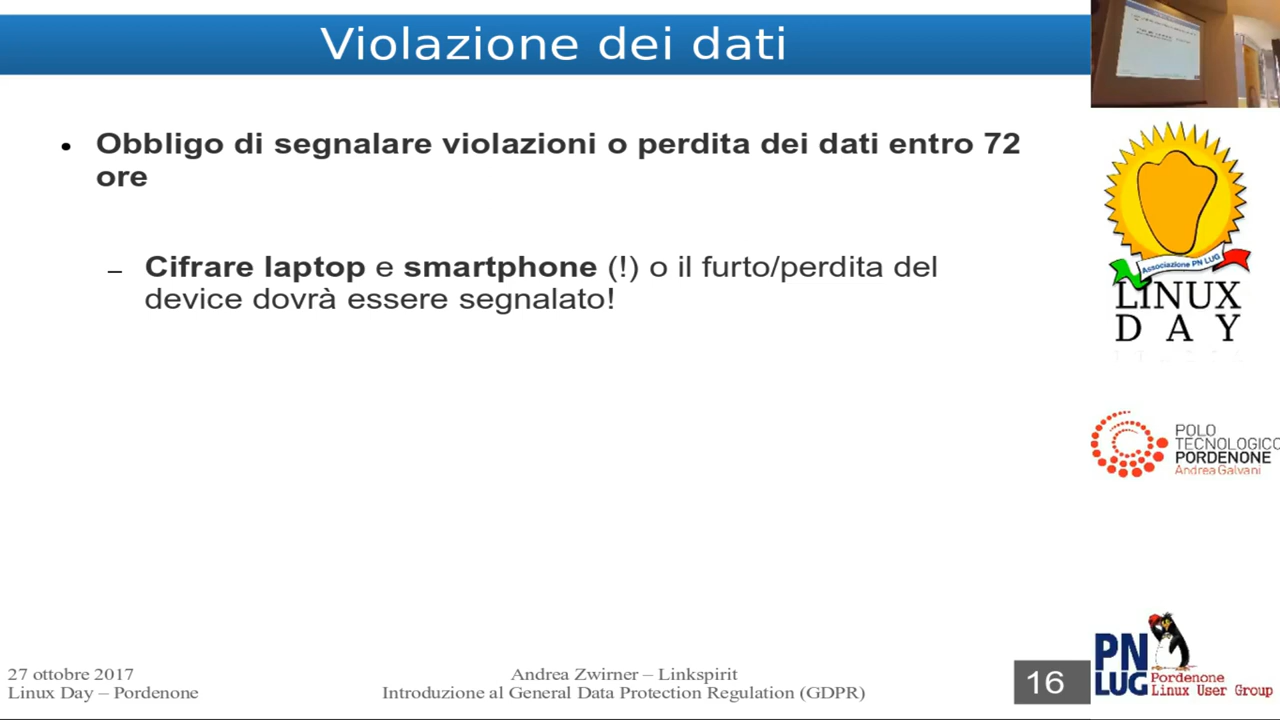 Violazione dei dati
• Obbligo di segnalare violazioni o perdita dei dati entro 72
ore
– Cifrare laptop e smartphone (!) o il furto/perdita del
device dovrà essere segnalato!
Associazione PN LUG
LINUX
DAY
POLO
TECNOLOGICO
PORDENONE
Andrea Galvani
27 ottobre 2017
Linux Day – Pordenone
Andrea Zwirner – Linkspirit
Introduzione al General Data Protection Regulation (GDPR)
16
PN
LUG
Pordenone
Linux User Group